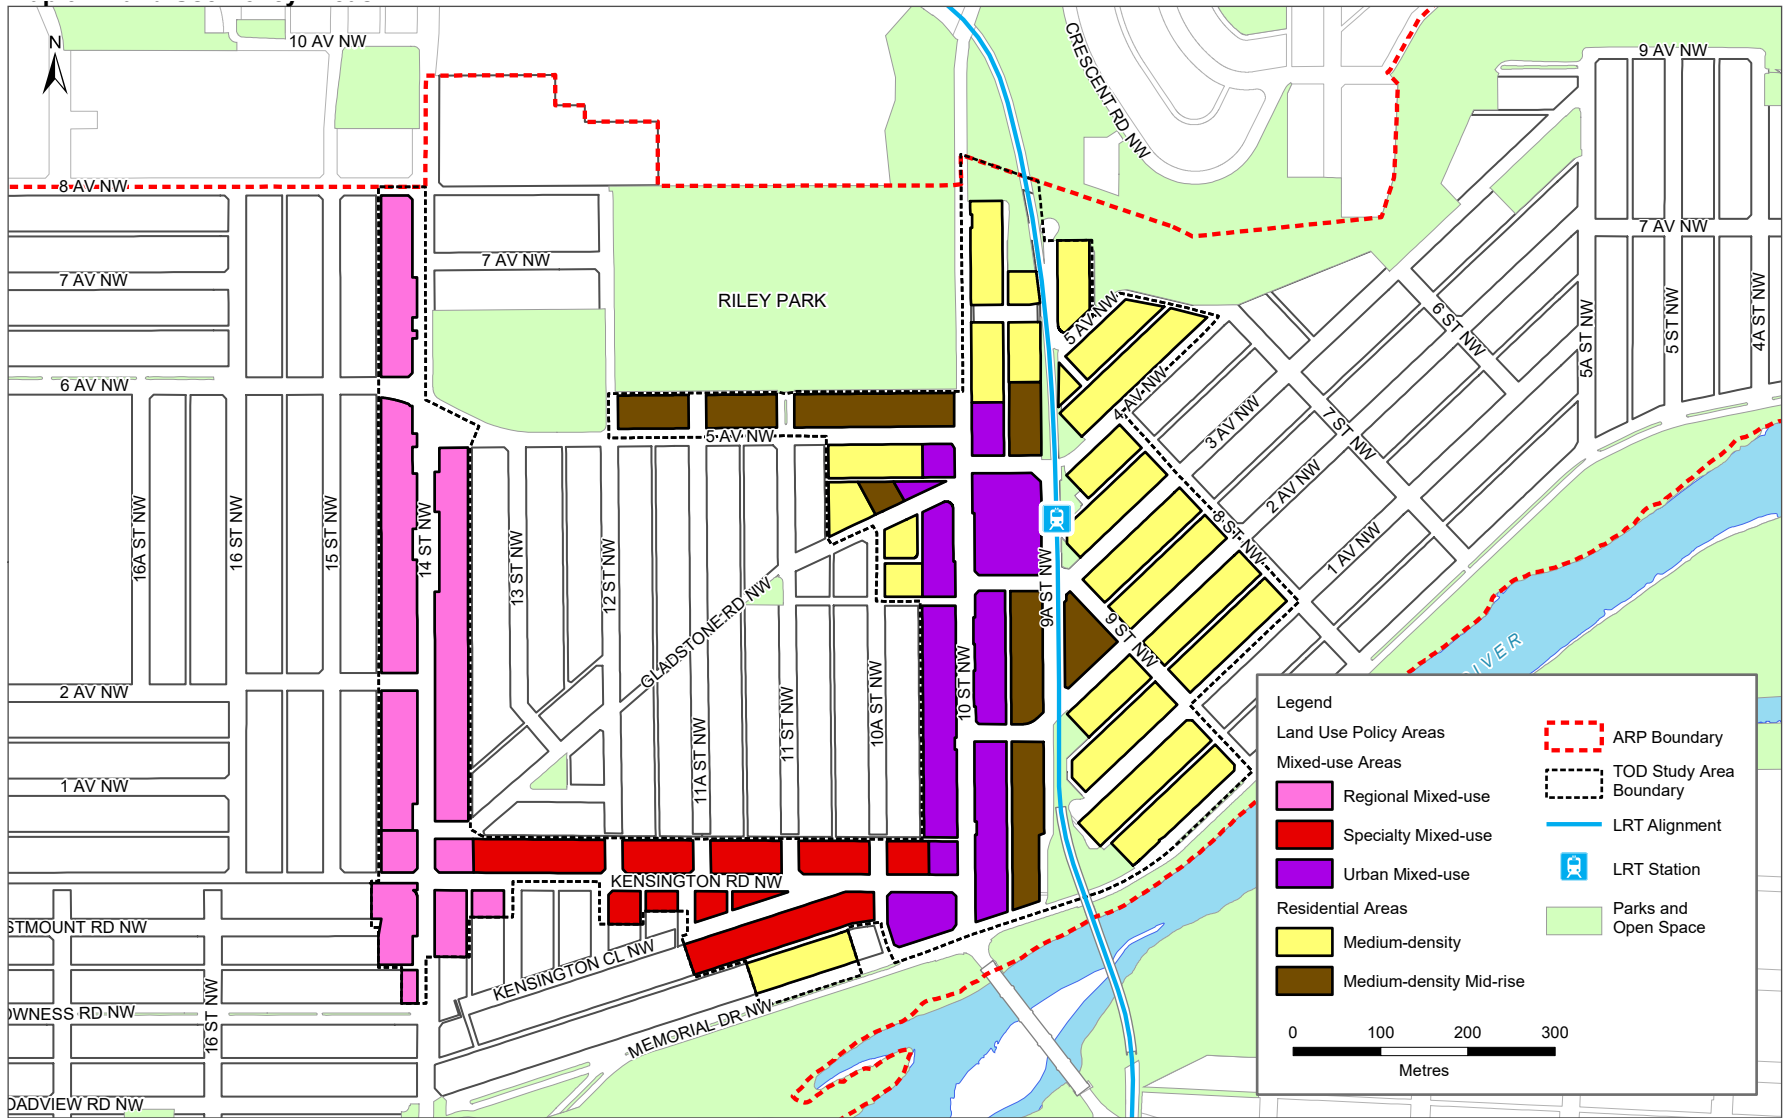 10 AV NW
N
CRESCENT RD NW
9 AV NW
8 AV NW
7 AV NW
7 AV NW
7 AV NW
RILEY PARK
5 AV NW
6 ST NW
5A ST NW
5 ST NW
4A ST NW
6 AV NW
4 AV NW
3 AV NW
7 ST NW
5 AV NW
2 AV NW
16A ST NW
16 ST NW
15 ST NW
14 ST NW
13 ST NW
12 ST NW
8 ST NW
1 AV NW
9A ST NW
GLADSTONE RD NW
9 ST NW
10 ST NW
10A ST NW
11 ST NW
11A ST NW
2 AV NW
1 AV NW
KENSINGTON RD NW
STMOUNT RD NW
KENSINGTON CL NW
16 ST NW
OWNESS RD NW
MEMORIAL DR NW
OADVIEW RD NW
IVER
Legend
Land Use Policy Areas
Mixed-use Areas
Regional Mixed-use
Specialty Mixed-use
Urban Mixed-use
Residential Areas
Medium-density
Medium-density Mid-rise
ARP Boundary
TOD Study Area
Boundary
LRT Alignment
LRT Station
Parks and
Open Space
0 100 200 300
Metres